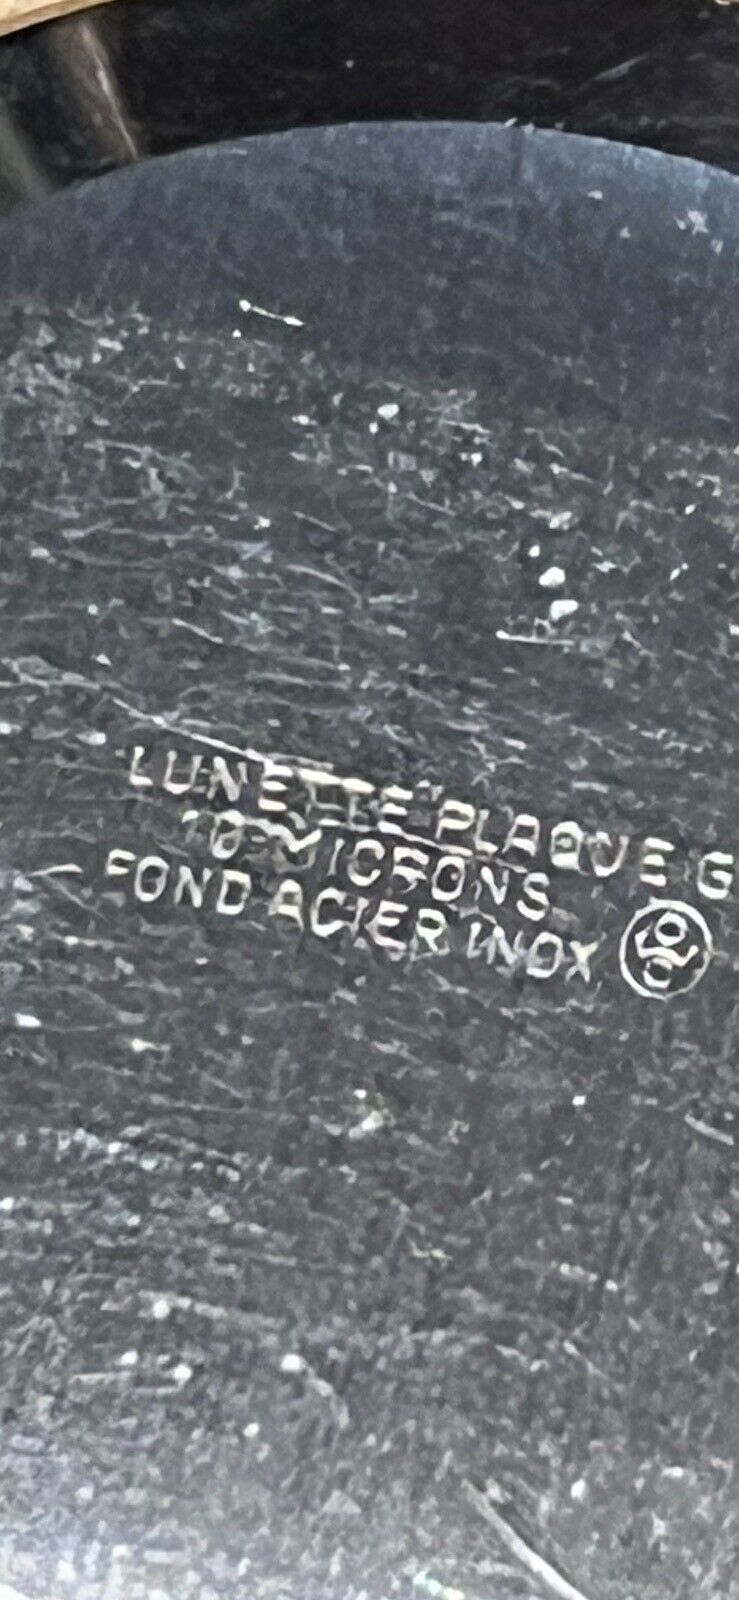 LUNETTE PLAQUE G
10 MICRONS
FOND ACIER INOX